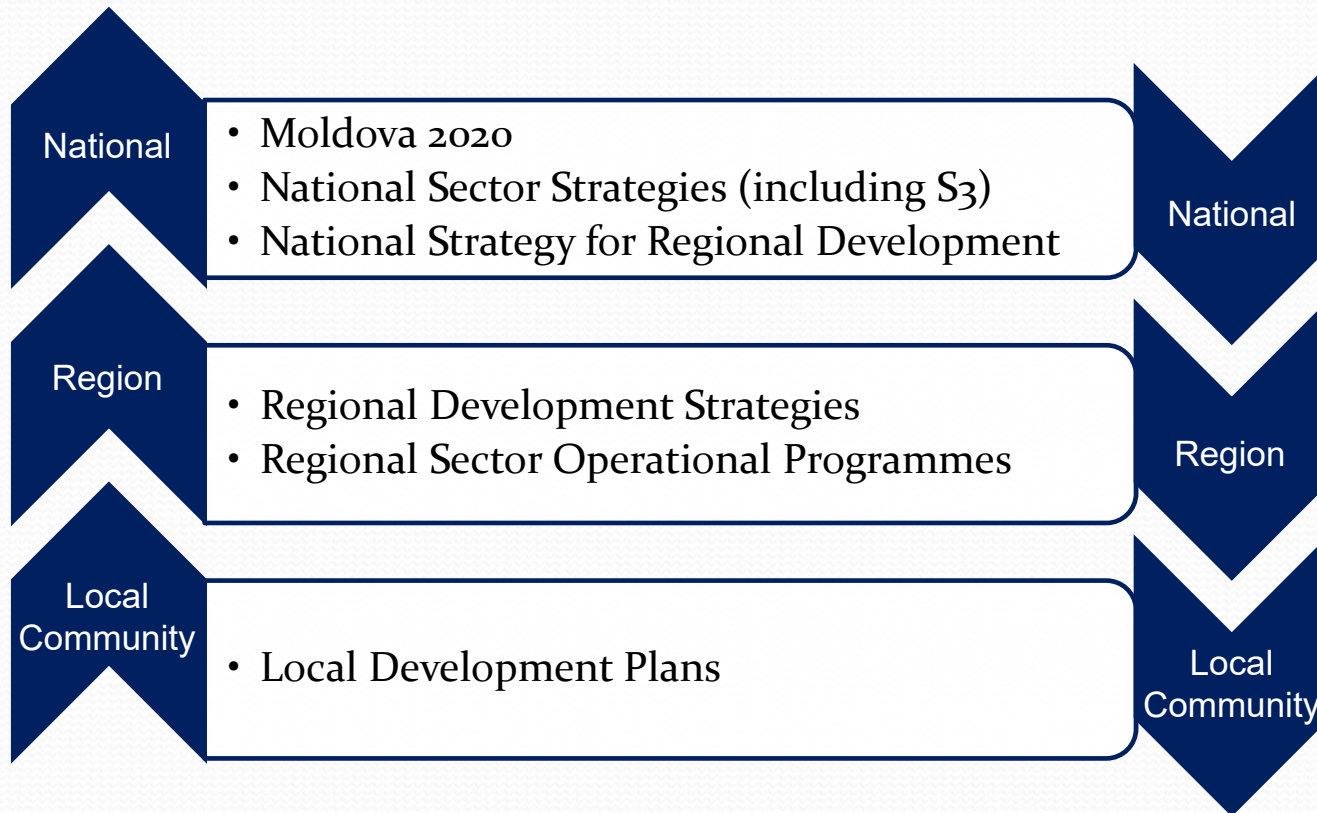 National
• Moldova 2020
• National Sector Strategies (including S3)
• National Strategy for Regional Development
National
Region
• Regional Development Strategies
• Regional Sector Operational Programmes
Region
Local
Community
• Local Development Plans
Local
Community